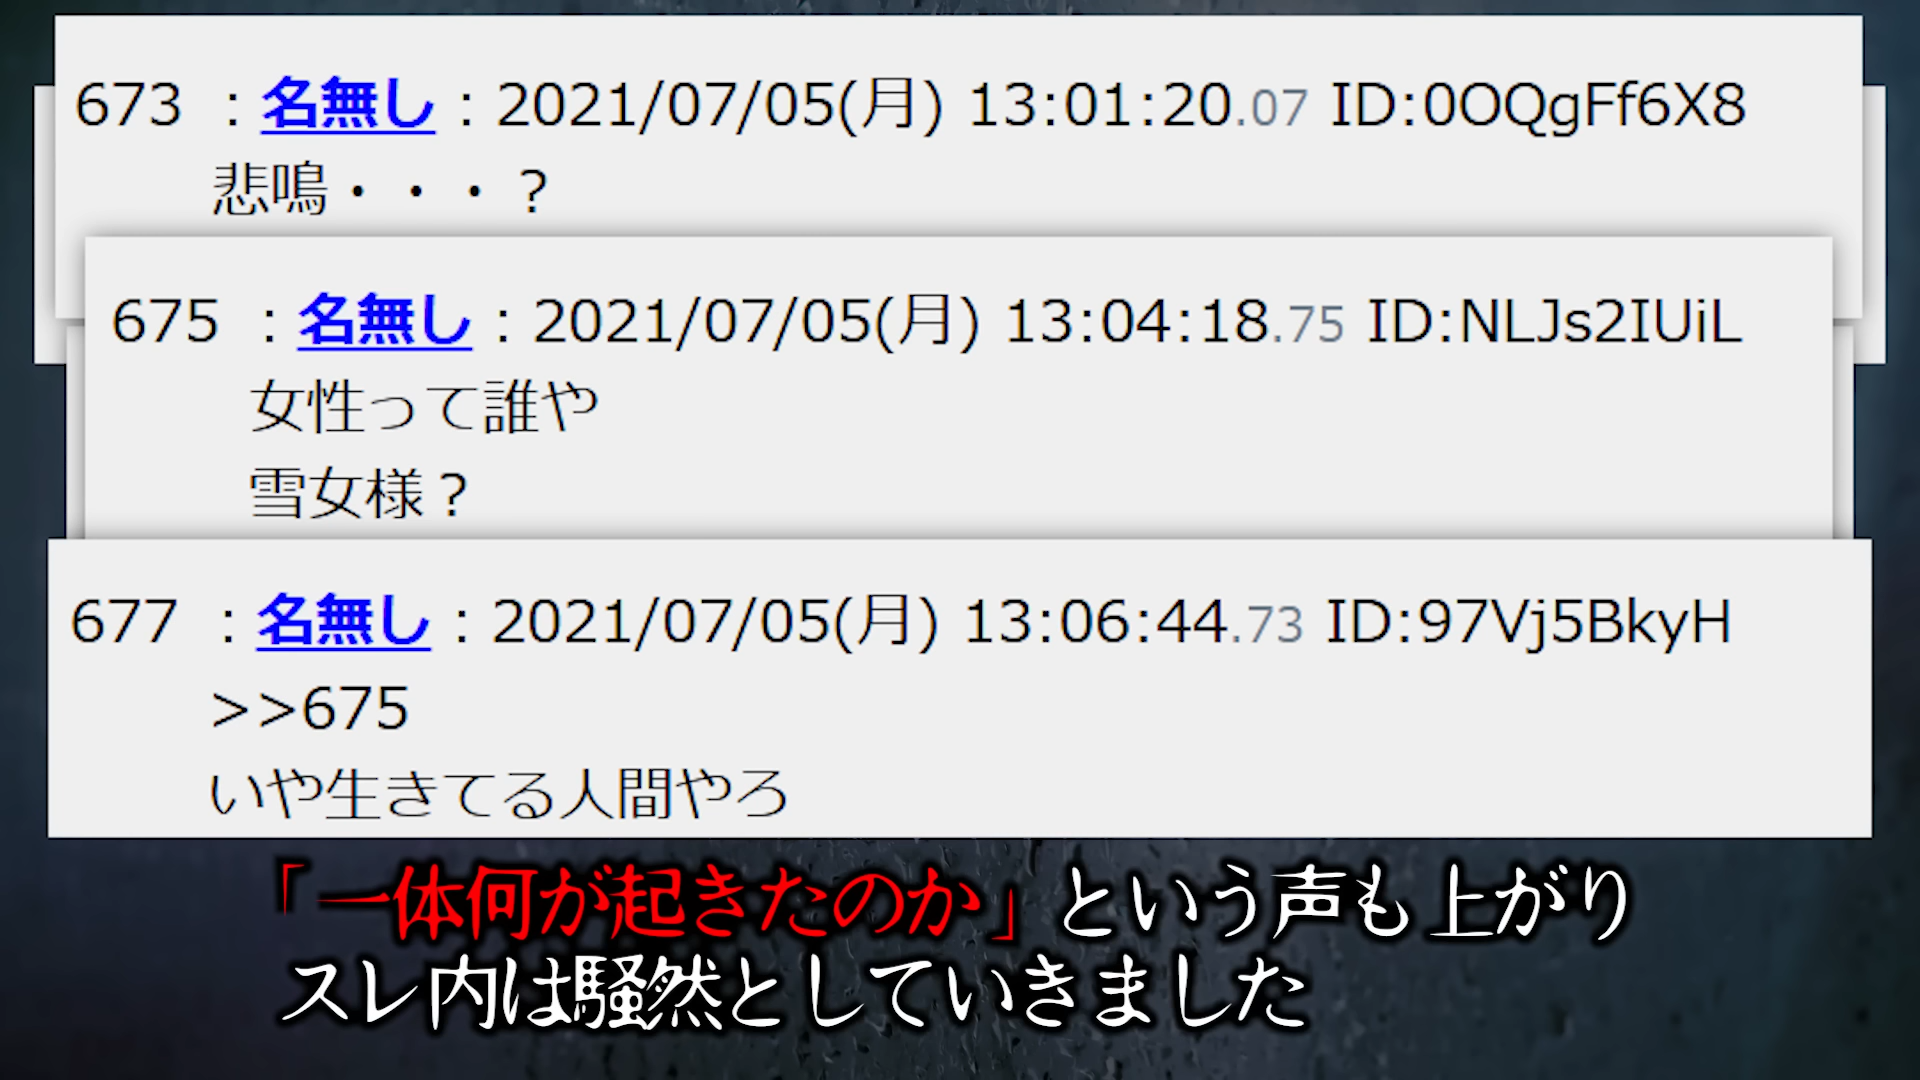 673 ：名無し：2021/07/05(月) 13:01:20.07 ID:0OQgFf6X8
悲鳴・・・？
675 ：名無し：2021/07/05(月) 13:04:18.75 ID:NLJs2IUiL
女性って誰や
雪女様？
677 ：名無し：2021/07/05(月) 13:06:44.73 ID:97Vj5BkyH
>>675
いや生きてる人間やろ
「一体何が起きたのか」という声も上がり
スレ内は騒然としていきました